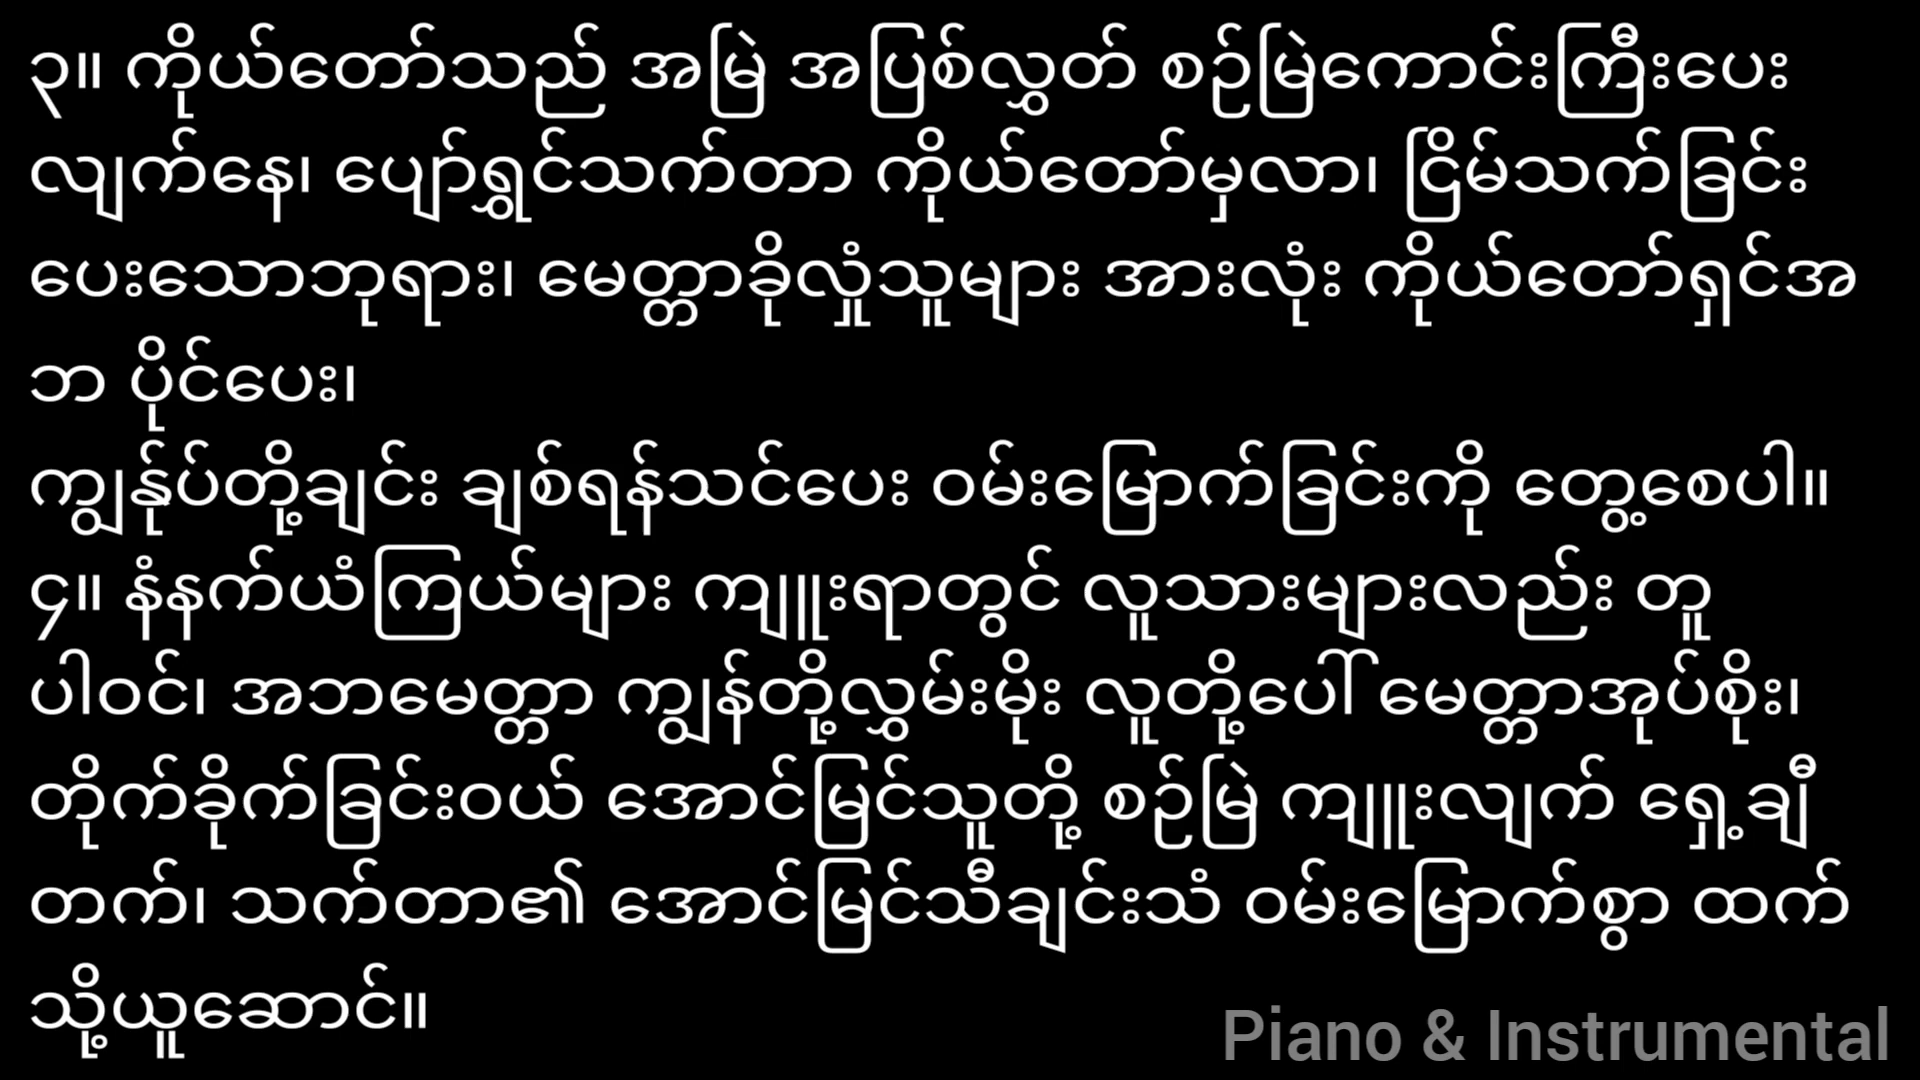 ၃။ ကိုယ်တော်သည် အမြဲ အပြစ်လွှတ် စဉ်မြဲကောင်းကြီးပေး
လျက်နေ၊ ပျော်ရွှင်သက်တာ ကိုယ်တော်မှလာ၊ ငြိမ်သက်ခြင်း
ပေးသောဘုရား၊ မေတ္တာခိုလှုံသူများ အားလုံး ကိုယ်တော်ရှင်အ
ဘ ပိုင်ပေး၊
ကျွန်ုပ်တို့ချင်း ချစ်ရန်သင်ပေး ဝမ်းမြောက်ခြင်းကို တွေ့စေပါ။
၄။ နံနက်ယံကြယ်များ ကျူးရာတွင် လူသားများလည်း တူ
ပါဝင်၊ အဘမေတ္တာ ကျွန်တို့လွှမ်းမိုး လူတို့ပေါ် မေတ္တာအုပ်စိုး၊
တိုက်ခိုက်ခြင်းဝယ် အောင်မြင်သူတို့ စဉ်မြဲ ကျူးလျက် ရှေ့ချီ
တက်၊ သက်တာ၏ အောင်မြင်သီချင်းသံ ဝမ်းမြောက်စွာ ထက်
သို့ယူဆောင်။
Piano & Instrumental